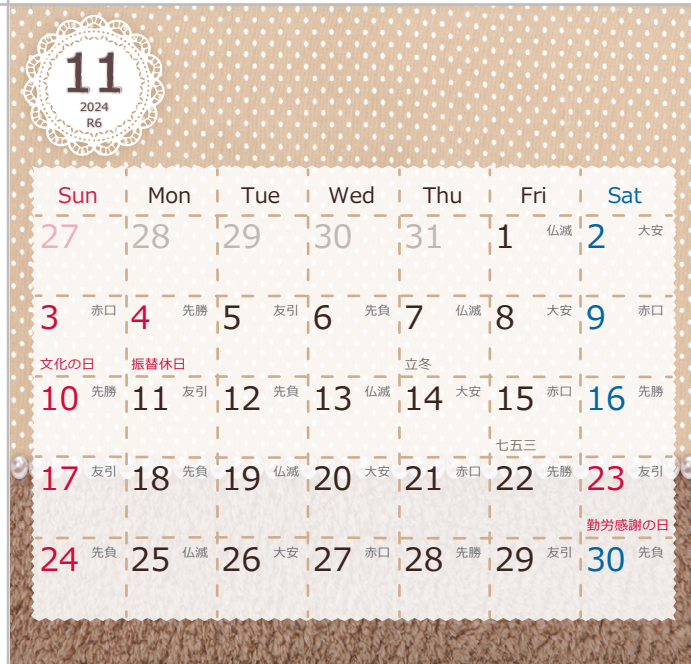 11
2024
R6
Sun Mon Tue Wed Thu Fri Sat
27 28 29 30 31 1 仏滅 2 大安
3 赤口 4 先勝 5 友引 6 先負 7 仏滅 8 大安 9 赤口
文化の日 振替休日 立冬
10 先勝 11 友引 12 先負 13 仏滅 14 大安 15 赤口 16 先勝
七五三
17 友引 18 先負 19 仏滅 20 大安 21 赤口 22 先勝 23 友引
勤労感謝の日
24 先負 25 仏滅 26 大安 27 赤口 28 先勝 29 友引 30 先負